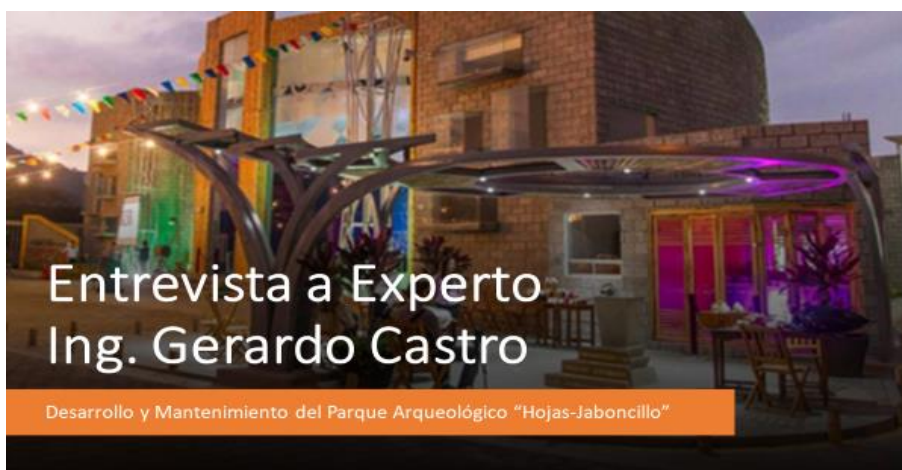 Entrevista a Experto
Ing. Gerardo Castro
Desarrollo y Mantenimiento del Parque Arqueológico “Hojas-Jaboncillo”